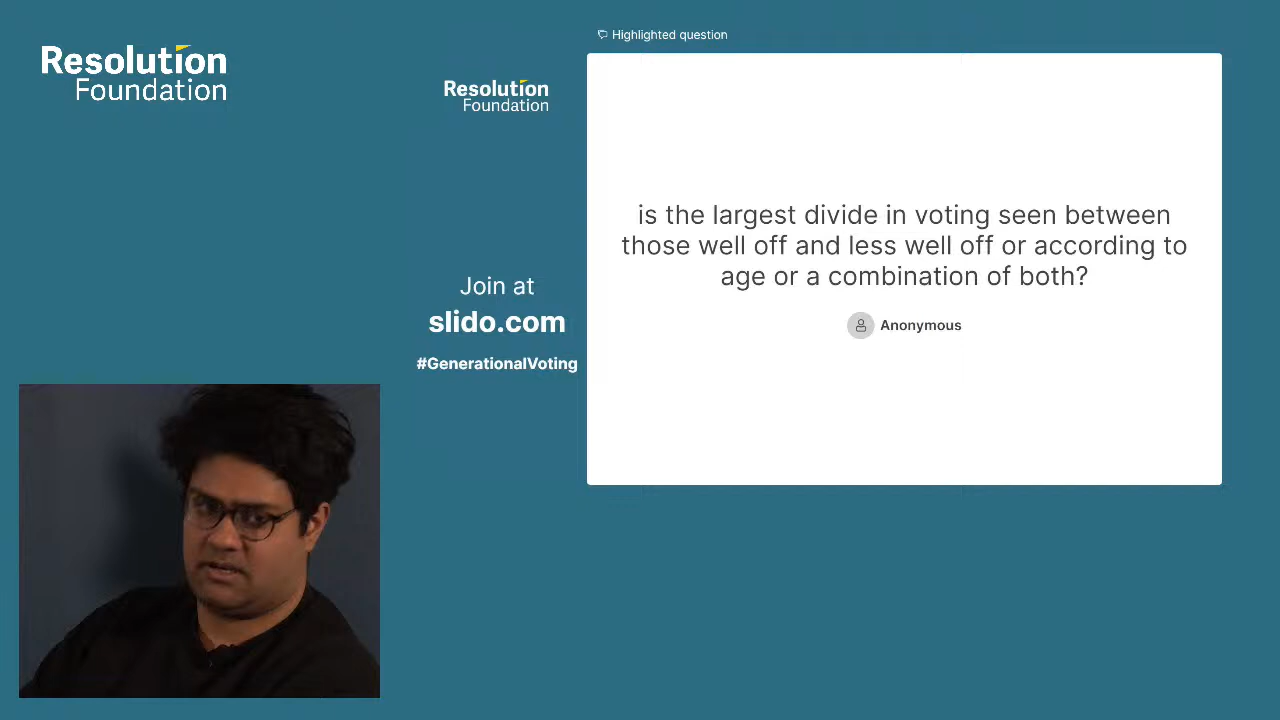 Resolution
Foundation
Highlighted question
Resolution
Foundation
is the largest divide in voting seen between
those well off and less well off or according to
age or a combination of both?
Anonymous
Join at
slido.com
#GenerationalVoting